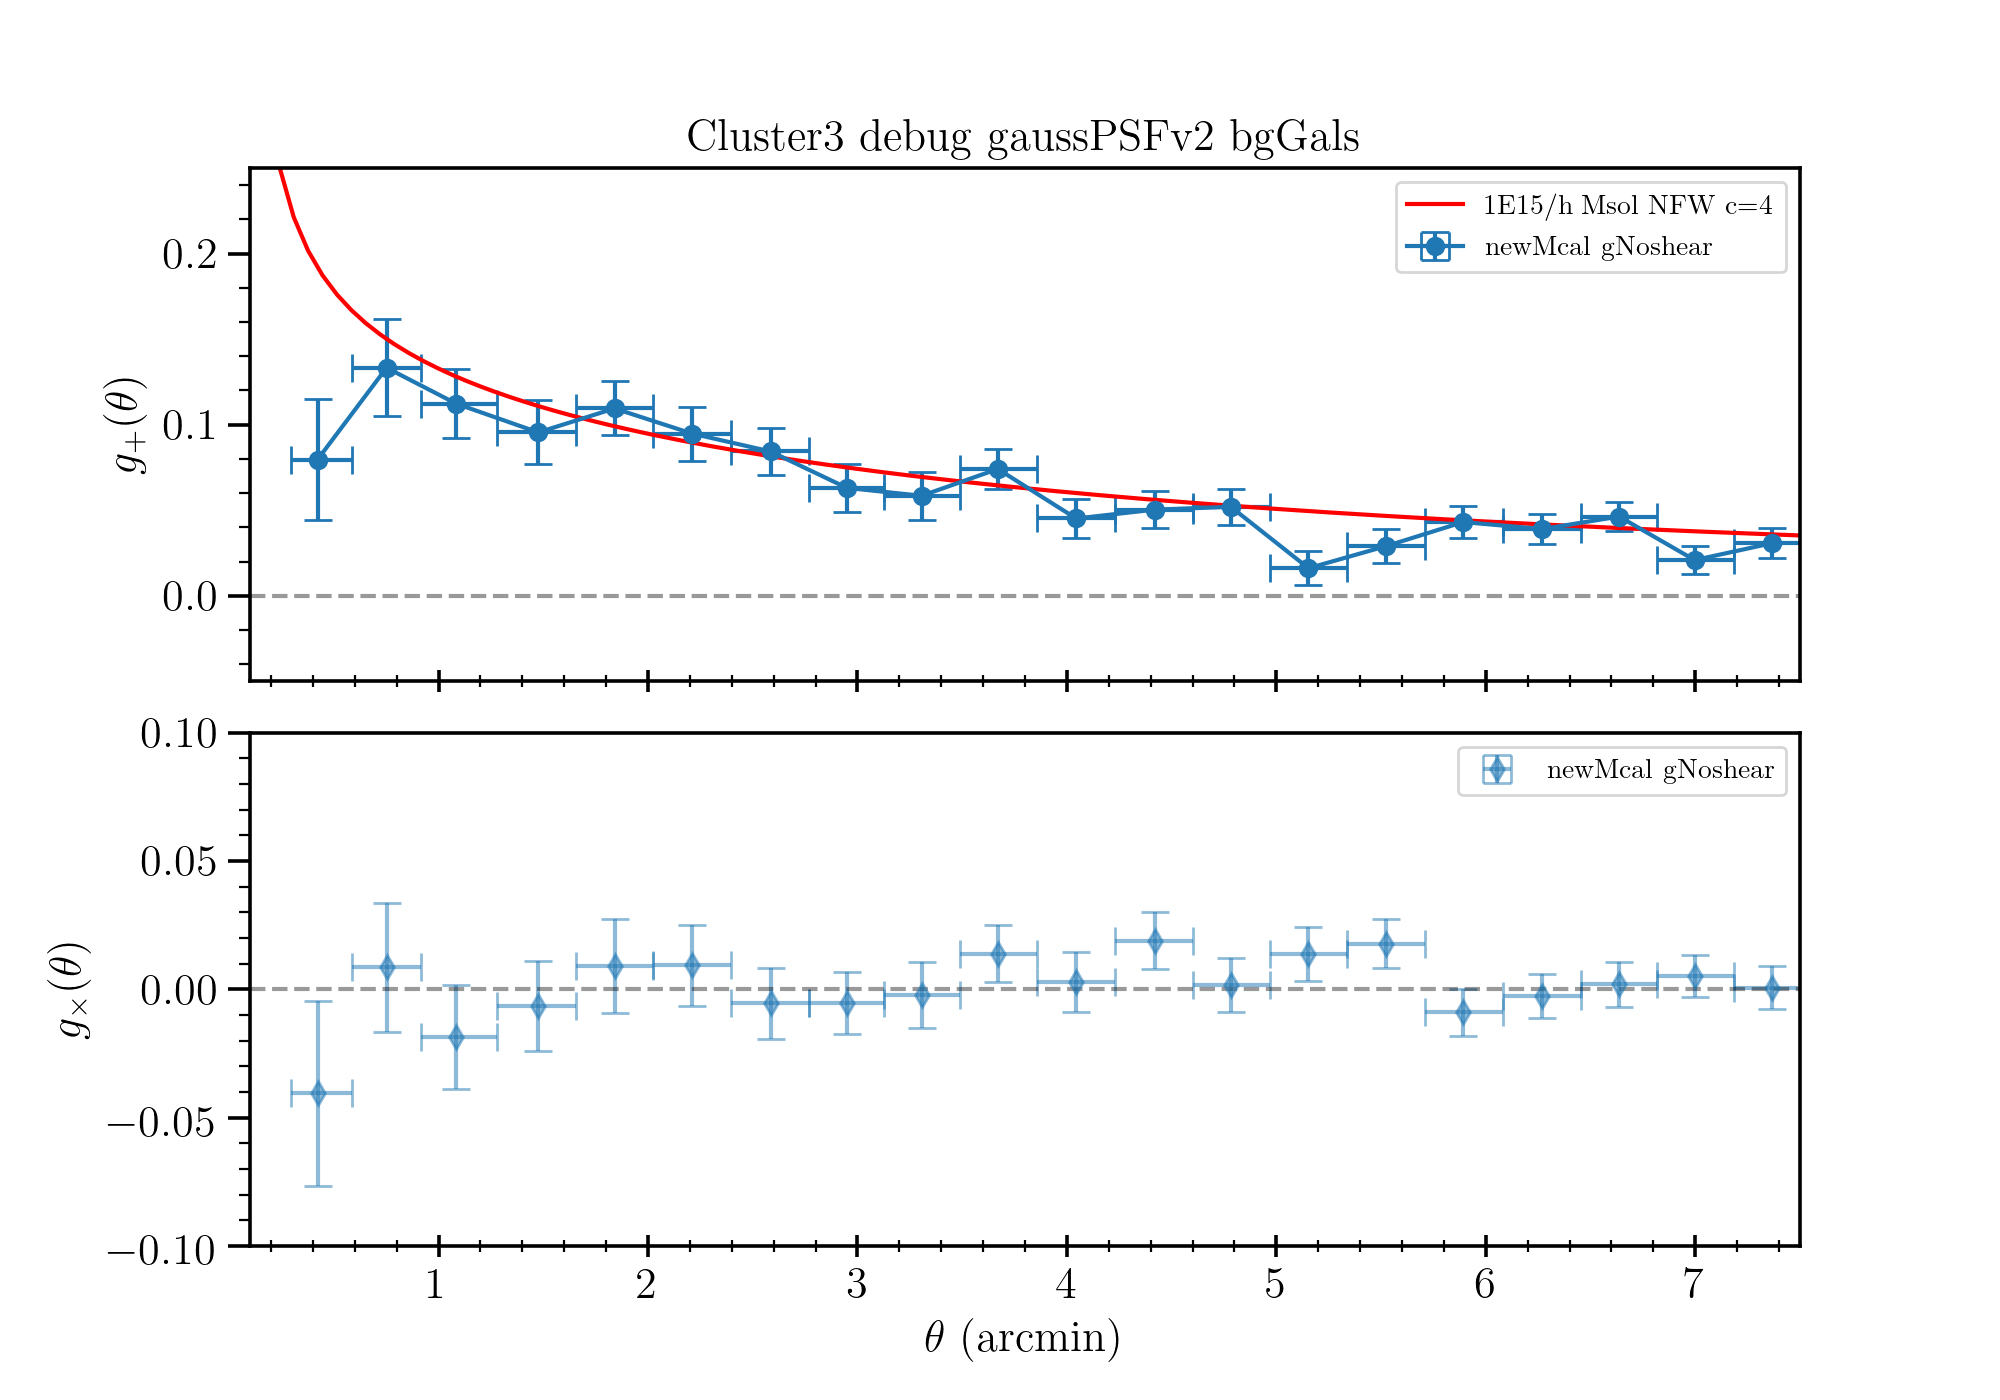 Cluster3 debug gaussPSFv2 bgGals
1E15/h Msol NFW c=4
newMcal gNoshear
0.2
0.1
0.0
g₊(θ)
newMcal gNoshear
0.10
0.05
0.00
−0.05
−0.10
g×(θ)
1 2 3 4 5 6 7
θ (arcmin)